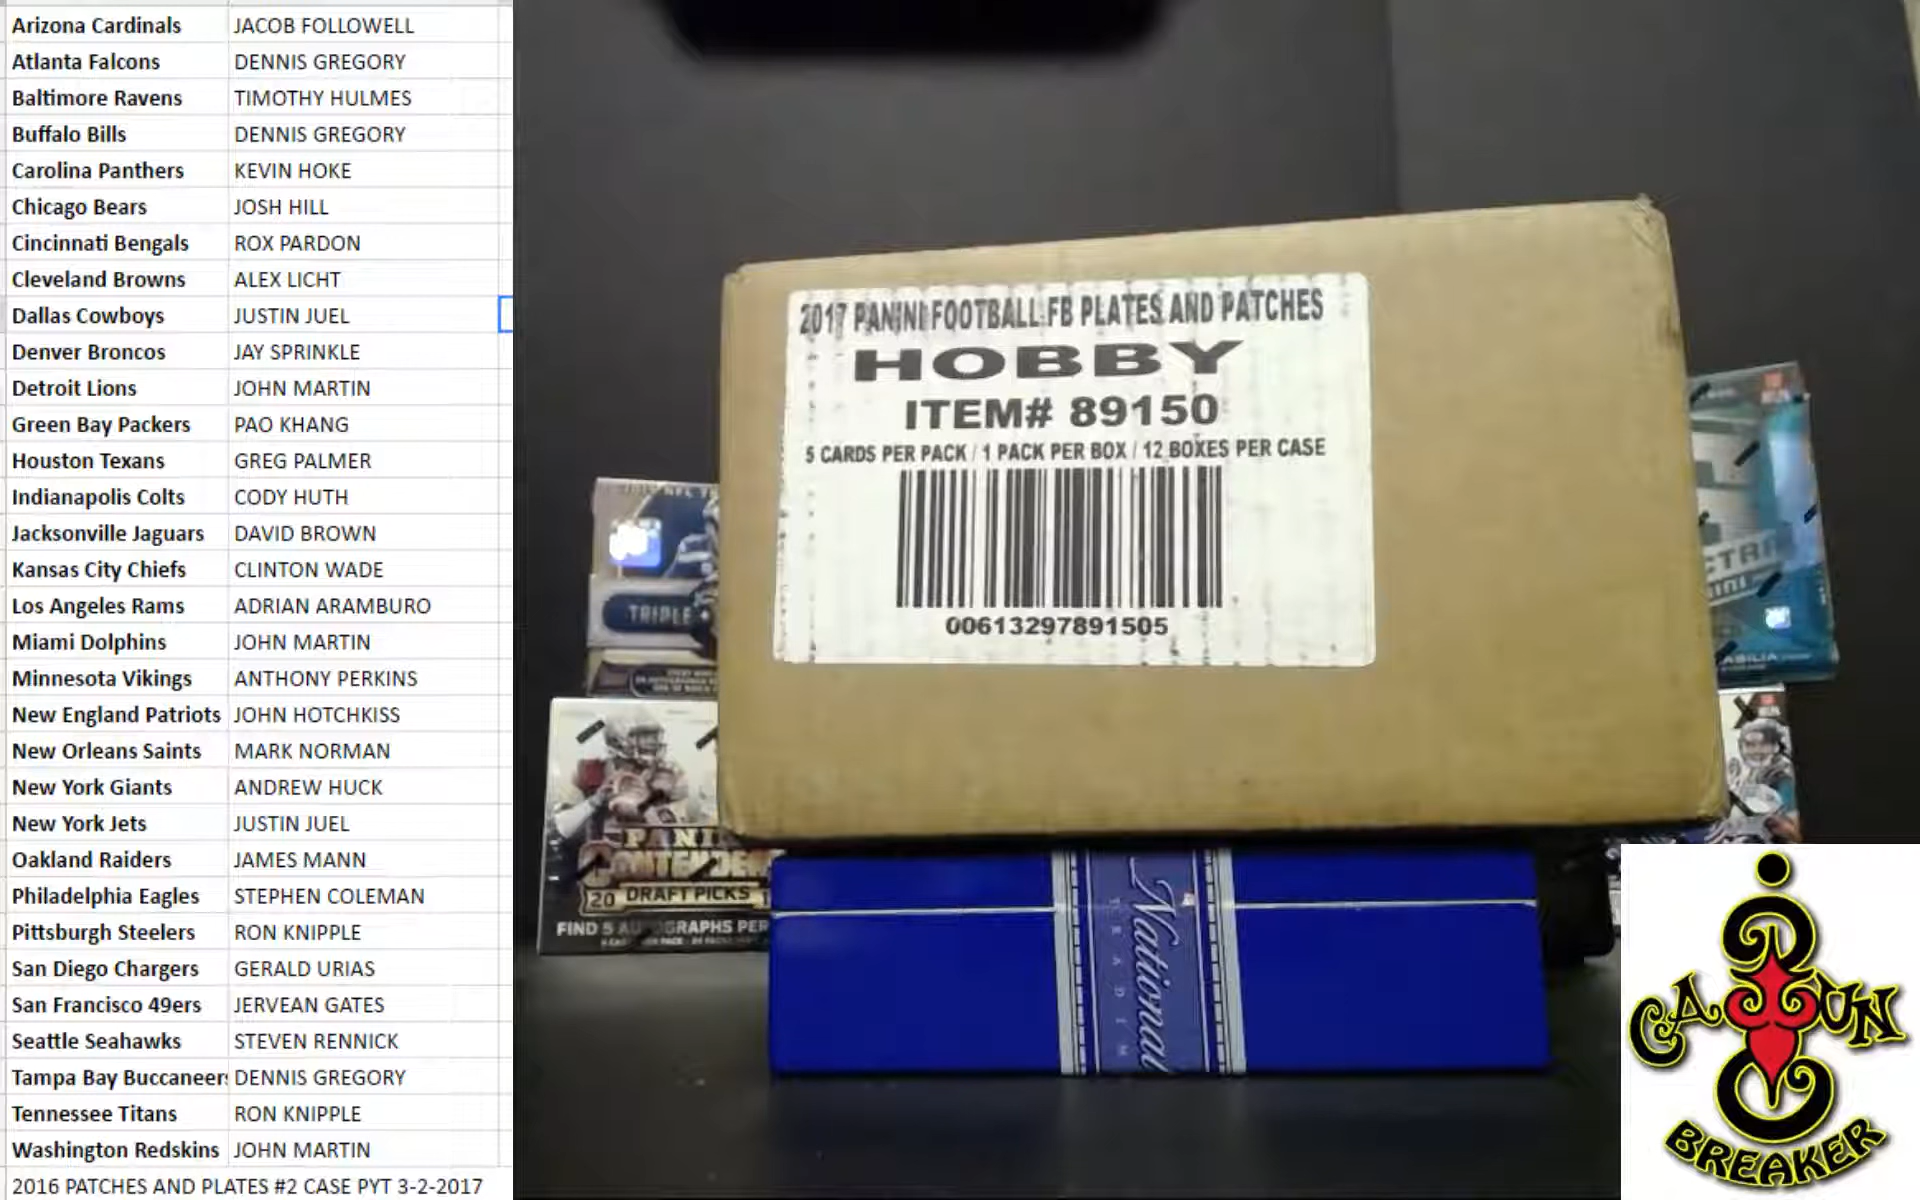 Arizona Cardinals JACOB FOLLOWELL
Atlanta Falcons DENNIS GREGORY
Baltimore Ravens TIMOTHY HULMES
Buffalo Bills DENNIS GREGORY
Carolina Panthers KEVIN HOKE
Chicago Bears JOSH HILL
Cincinnati Bengals ROX PARDON
Cleveland Browns ALEX LICHT
Dallas Cowboys JUSTIN JUEL
Denver Broncos JAY SPRINKLE
Detroit Lions JOHN MARTIN
Green Bay Packers PAO KHANG
Houston Texans GREG PALMER
Indianapolis Colts CODY HUTH
Jacksonville Jaguars DAVID BROWN
Kansas City Chiefs CLINTON WADE
Los Angeles Rams ADRIAN ARAMBURO
Miami Dolphins JOHN MARTIN
Minnesota Vikings ANTHONY PERKINS
New England Patriots JOHN HOTCHKISS
New Orleans Saints MARK NORMAN
New York Giants ANDREW HUCK
New York Jets JUSTIN JUEL
Oakland Raiders JAMES MANN
Philadelphia Eagles STEPHEN COLEMAN
Pittsburgh Steelers RON KNIPPLE
San Diego Chargers GERALD URIAS
San Francisco 49ers JERVEAN GATES
Seattle Seahawks STEVEN RENNICK
Tampa Bay Buccaneers DENNIS GREGORY
Tennessee Titans RON KNIPPLE
Washington Redskins JOHN MARTIN
2016 PATCHES AND PLATES #2 CASE PYT 3-2-2017
2017 PANINI FOOTBALL FB PLATES AND PATCHES
HOBBY
ITEM# 89150
5 CARDS PER PACK / 1 PACK PER BOX / 12 BOXES PER CASE
00613297891505
TRIPLE
PANINI
CONTENDERS
20 DRAFT PICKS
FIND 5 AUTOGRAPHS PER
National
TREASURES
CAJUN
BREAKER